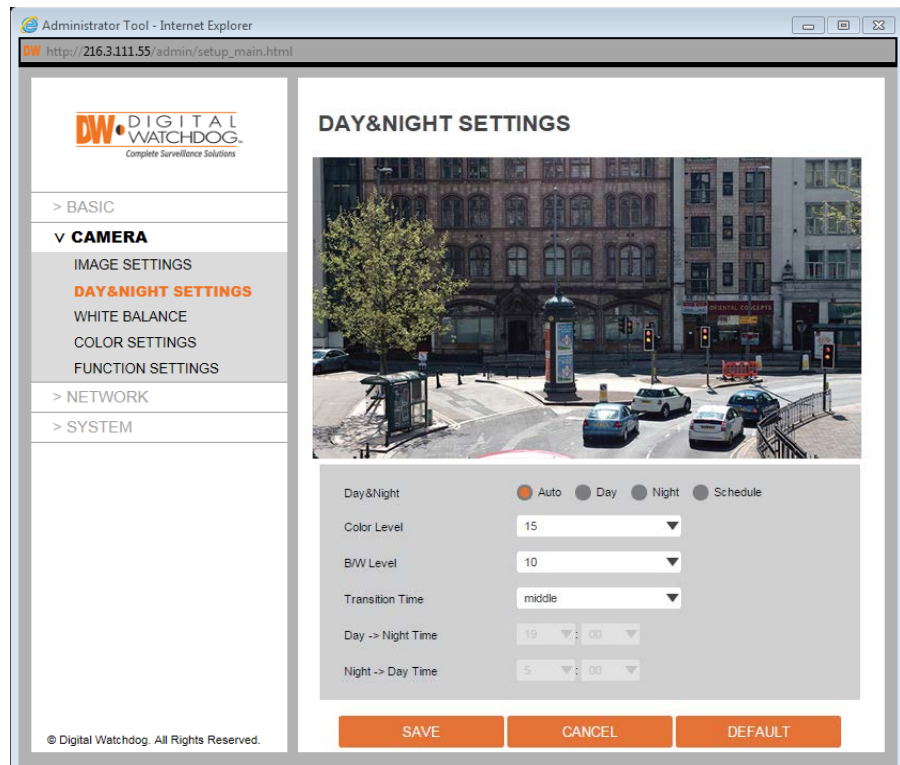 Administrator Tool - Internet Explorer
DW http://216.3.111.55/admin/setup_main.html
DW DIGITAL
WATCHDOG™
Complete Surveillance Solutions
> BASIC
v CAMERA
IMAGE SETTINGS
DAY&NIGHT SETTINGS
WHITE BALANCE
COLOR SETTINGS
FUNCTION SETTINGS
> NETWORK
> SYSTEM
© Digital Watchdog. All Rights Reserved.
DAY&NIGHT SETTINGS
ORIENTAL CONCEPTS
Day&Night Auto Day Night Schedule
Color Level 15
B/W Level 10
Transition Time middle
Day -> Night Time 19 : 00
Night -> Day Time 5 : 00
SAVE CANCEL DEFAULT